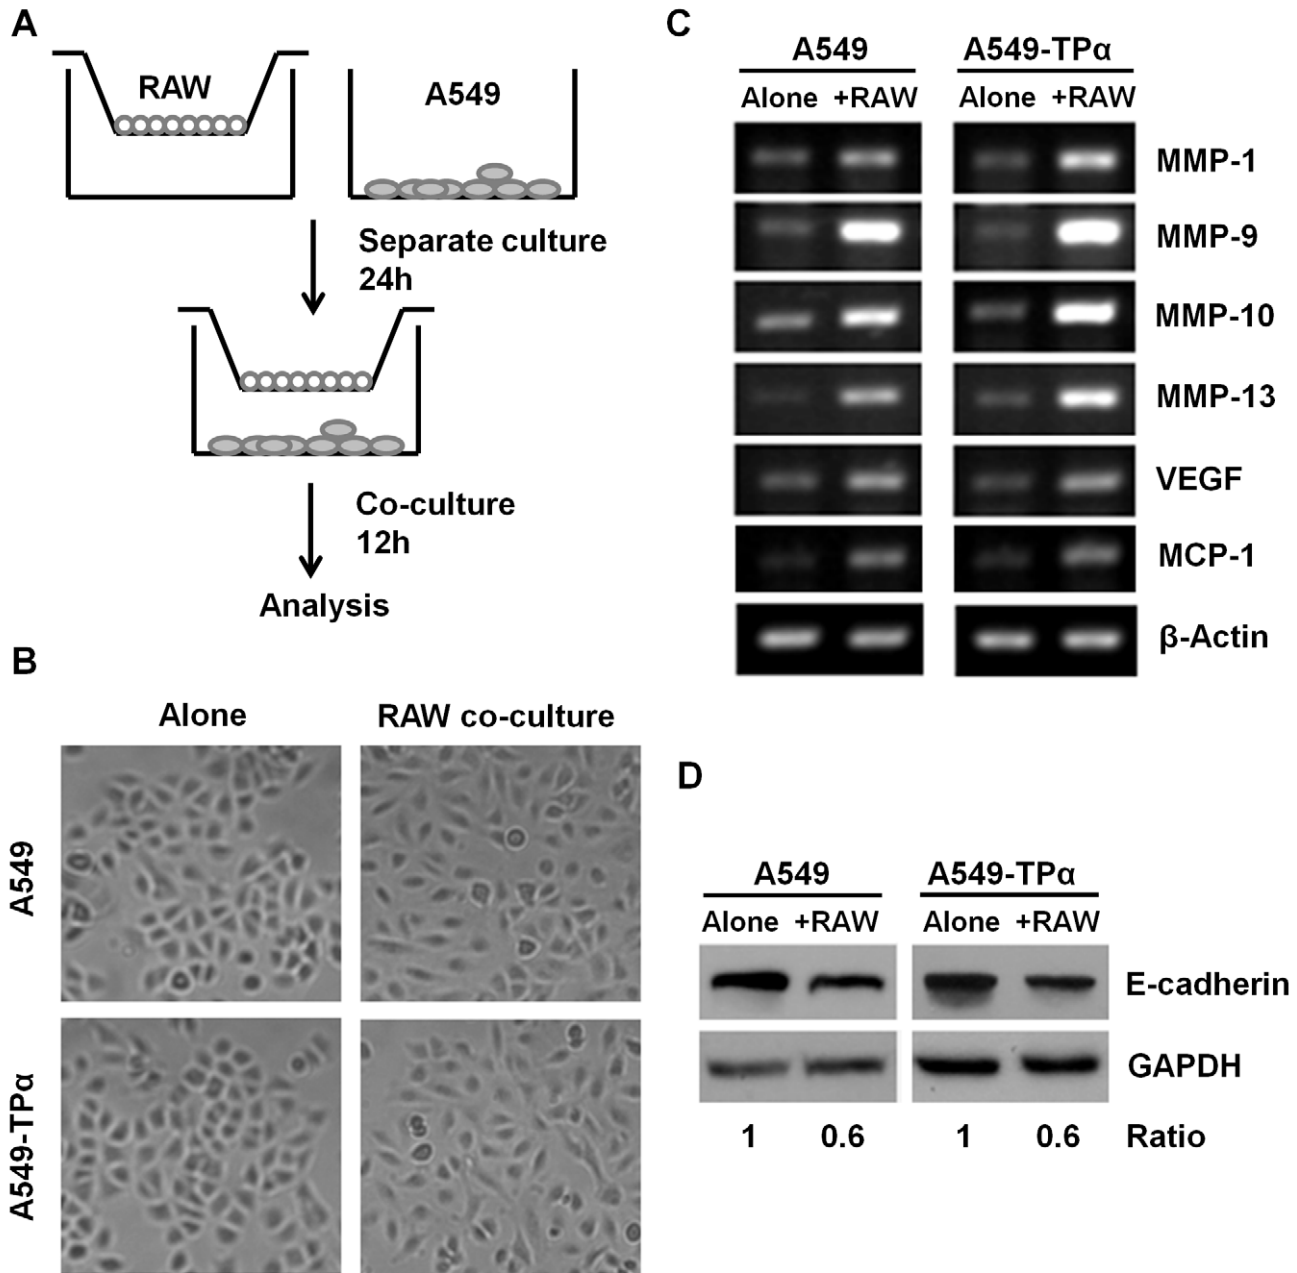 A
RAW
A549
Separate culture
24h
Co-culture
12h
Analysis
B
Alone RAW co-culture
A549
A549-TPα
C
A549 A549-TPα
Alone +RAW Alone +RAW
MMP-1
MMP-9
MMP-10
MMP-13
VEGF
MCP-1
β-Actin
D
A549 A549-TPα
Alone +RAW Alone +RAW
E-cadherin
GAPDH
1 0.6 1 0.6 Ratio